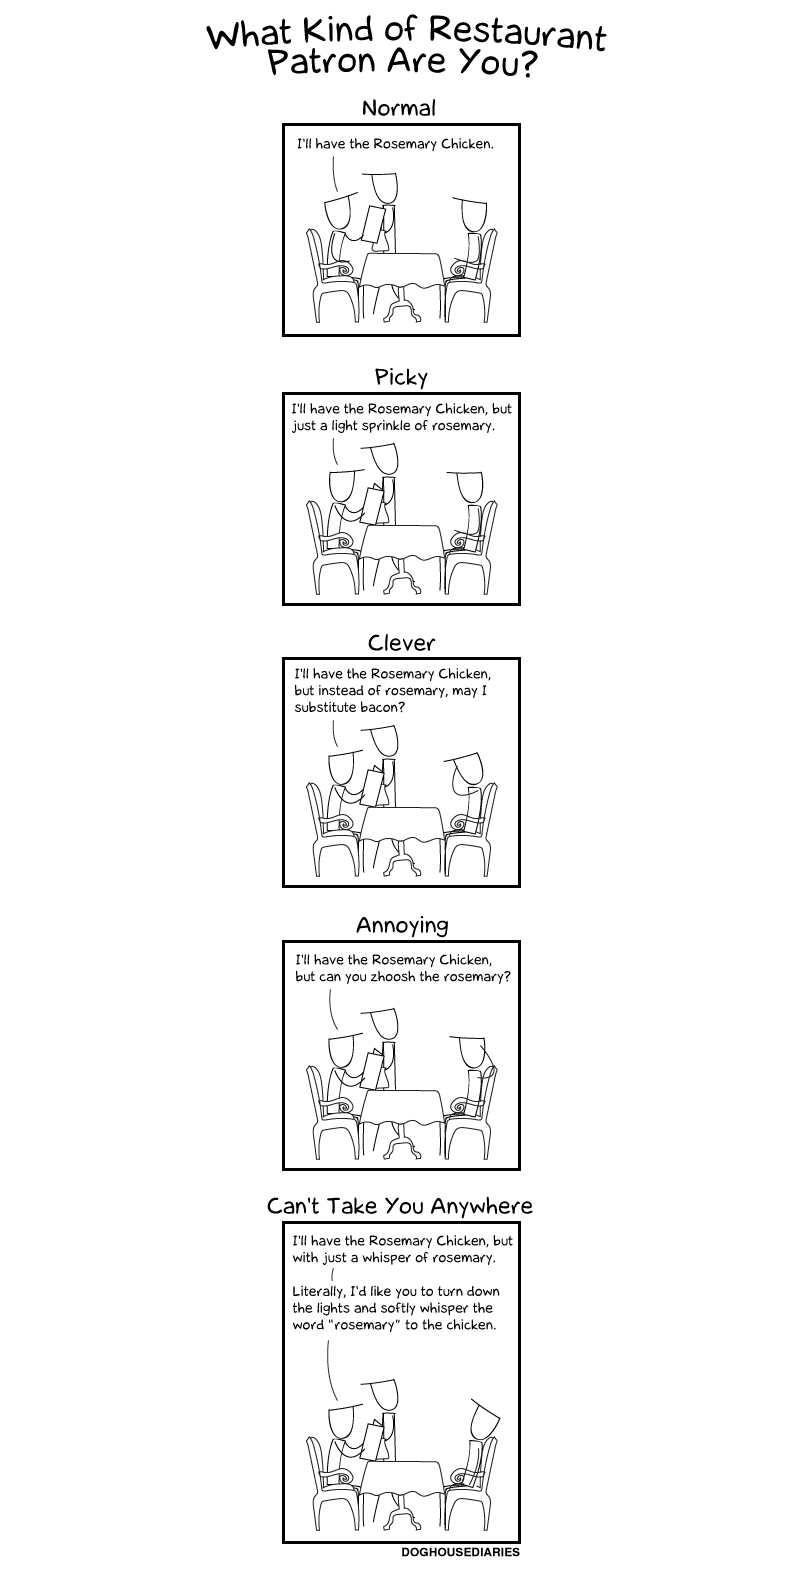 What Kind of Restaurant
Patron Are You?
Normal
I'll have the Rosemary Chicken.
Picky
I'll have the Rosemary Chicken, but
just a light sprinkle of rosemary.
Clever
I'll have the Rosemary Chicken,
but instead of rosemary, may I
substitute bacon?
Annoying
I'll have the Rosemary Chicken,
but can you zhoosh the rosemary?
Can't Take You Anywhere
I'll have the Rosemary Chicken, but
with just a whisper of rosemary.
Literally, I'd like you to turn down
the lights and softly whisper the
word "rosemary" to the chicken.
DOGHOUSEDIARIES